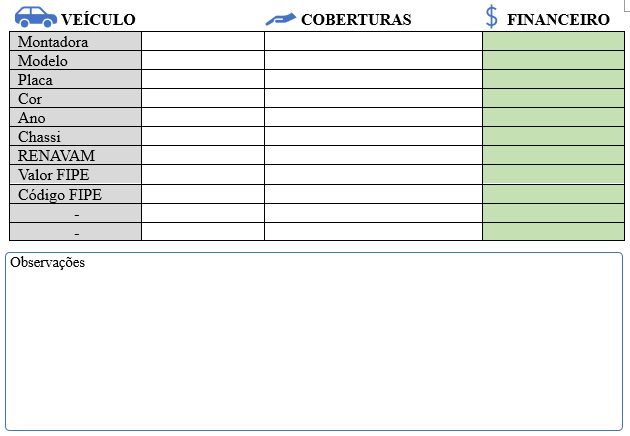 VEÍCULO COBERTURAS $ FINANCEIRO
Montadora
Modelo
Placa
Cor
Ano
Chassi
RENAVAM
Valor FIPE
Código FIPE
-
-
Observações